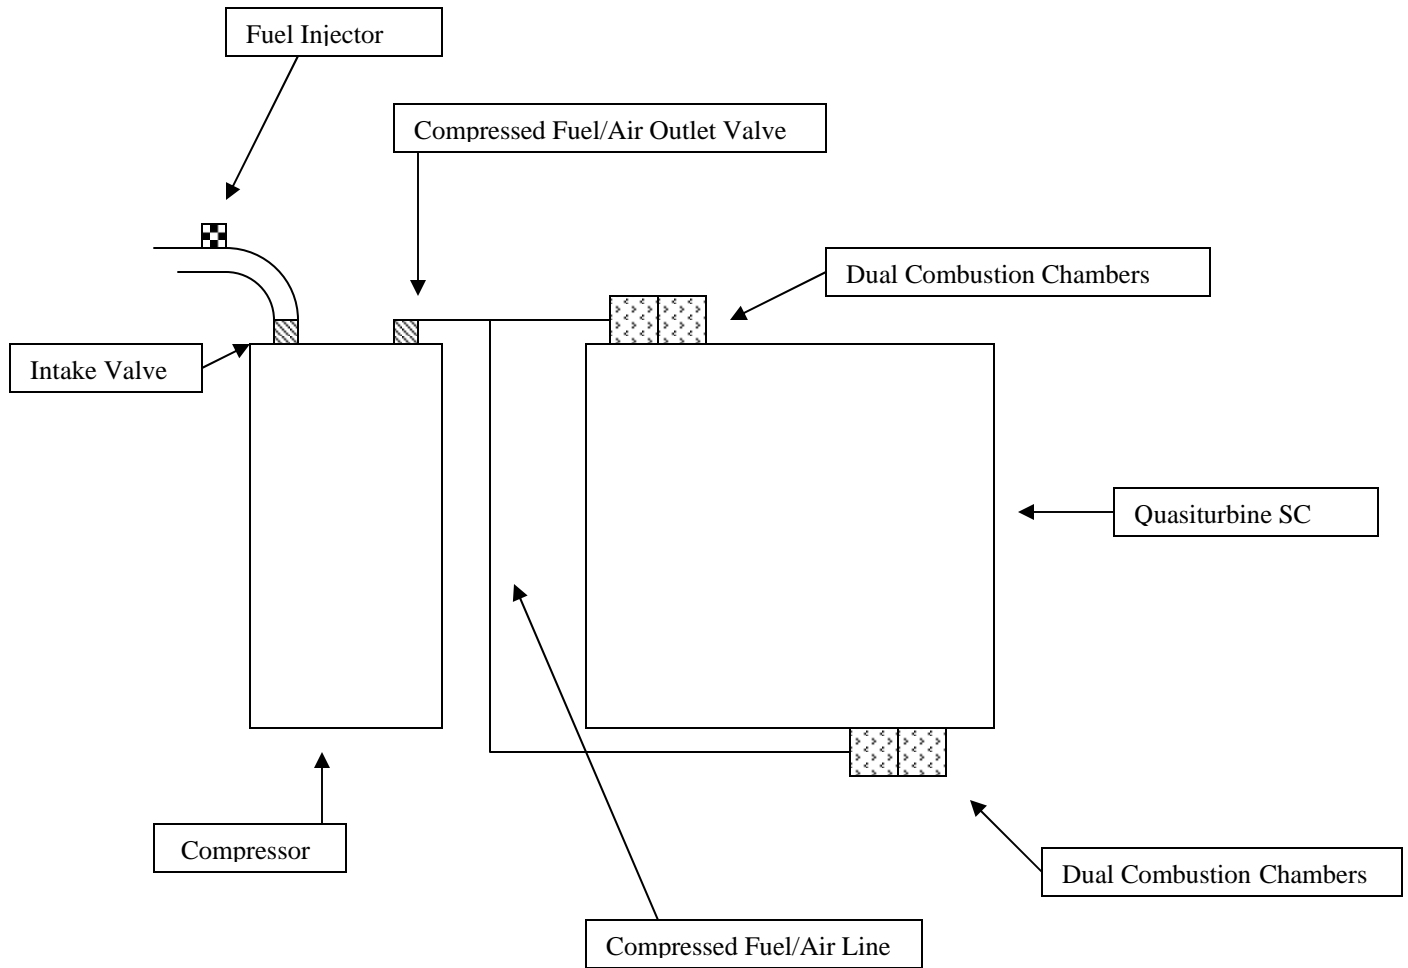 Fuel Injector
Compressed Fuel/Air Outlet Valve
Dual Combustion Chambers
Intake Valve
Quasiturbine SC
Compressor
Dual Combustion Chambers
Compressed Fuel/Air Line